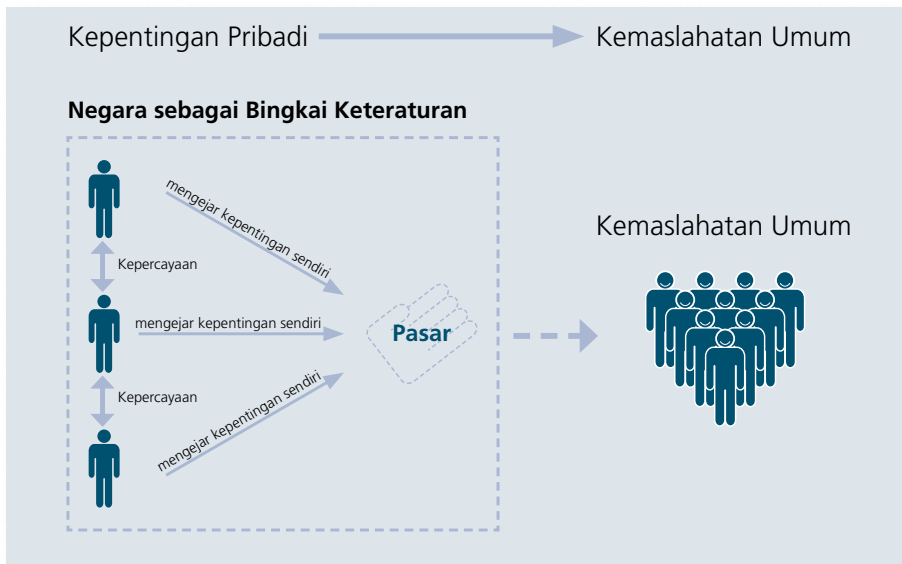 Kepentingan Pribadi
Kemaslahatan Umum
Negara sebagai Bingkai Keteraturan
mengejar kepentingan sendiri
Kepercayaan
mengejar kepentingan sendiri
Pasar
Kepercayaan
mengejar kepentingan sendiri
Kemaslahatan Umum